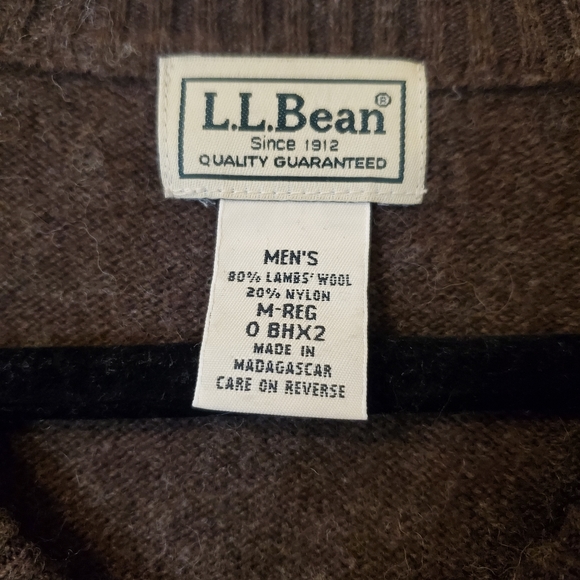 L.L.Bean®
Since 1912
QUALITY GUARANTEED
MEN'S
80% LAMBS' WOOL
20% NYLON
M-REG
0 BHX2
MADE IN
MADAGASCAR
CARE ON REVERSE